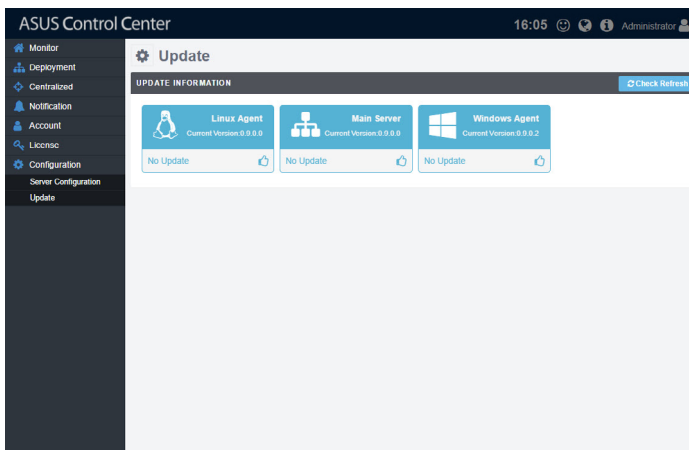 ASUS Control Center
16:05
Administrator
Monitor
Deployment
Centralized
Notification
Account
License
Configuration
Server Configuration
Update
Update
UPDATE INFORMATION
Check Refresh
Linux Agent
Current Version:0.0.0.0
No Update
Main Server
Current Version:0.0.0.0
No Update
Windows Agent
Current Version:0.0.0.2
No Update